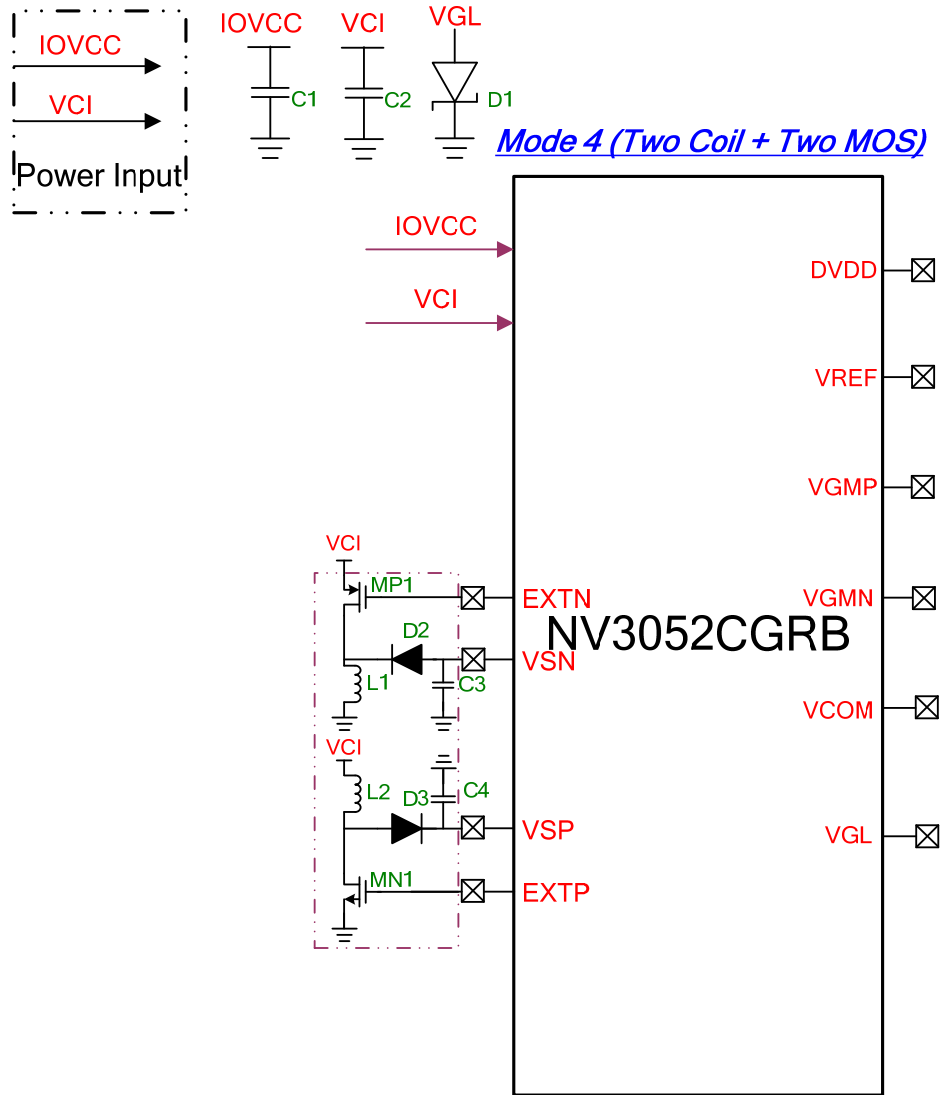 IOVCC
VCI
Power Input
IOVCC
VCI
VGL
C1
C2
D1
Mode 4 (Two Coil + Two MOS)
IOVCC
VCI
DVDD
VREF
VGMP
VGMN
VCOM
VGL
NV3052CGRB
EXTN
VSN
VSP
EXTP
VCI
MP1
D2
L1
C3
VCI
L2
D3
C4
MN1